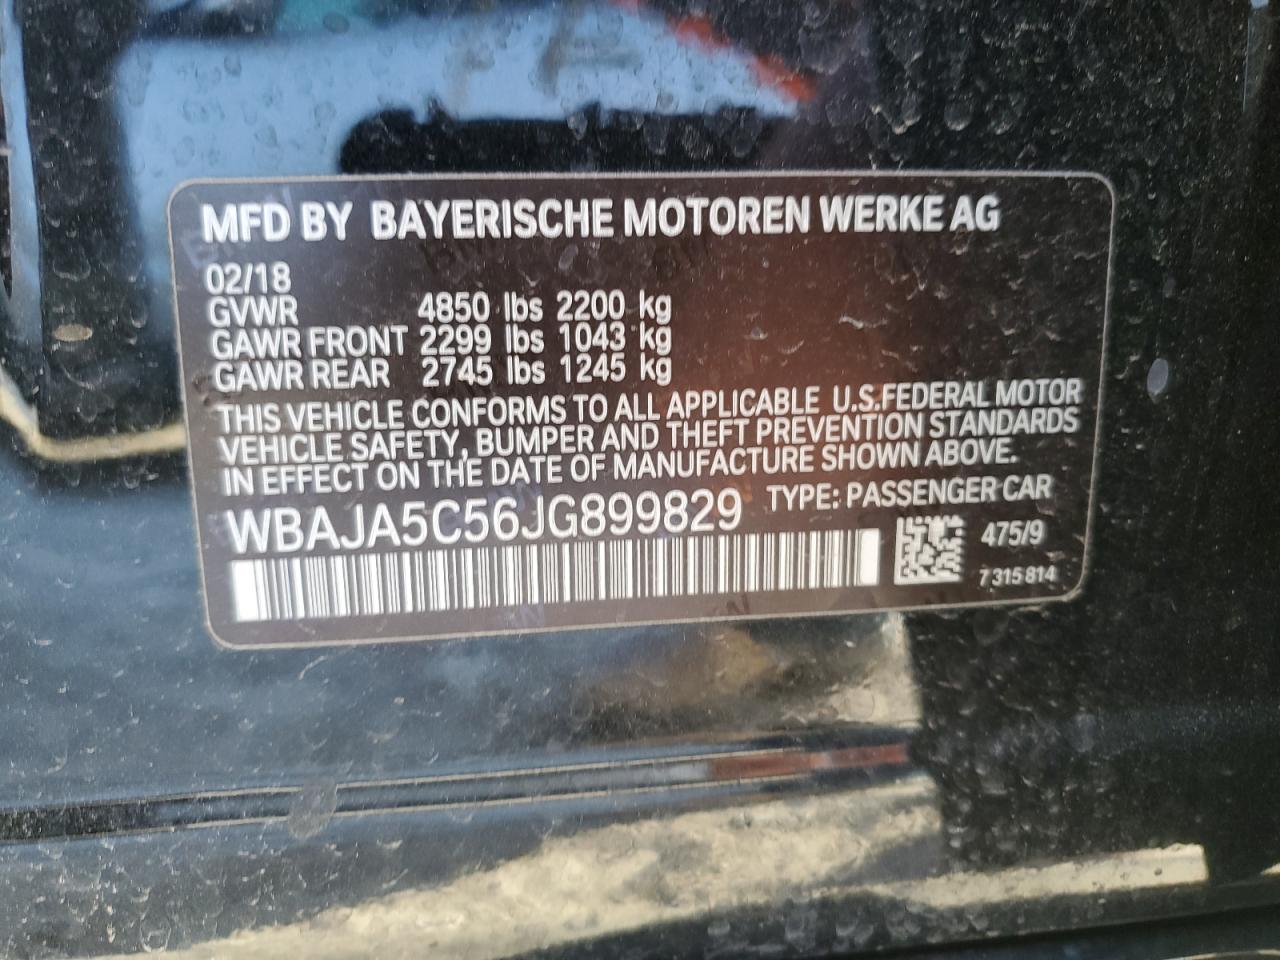 MFD BY BAYERISCHE MOTOREN WERKE AG
02/18
GVWR 4850 lbs 2200 kg
GAWR FRONT 2299 lbs 1043 kg
GAWR REAR 2745 lbs 1245 kg
THIS VEHICLE CONFORMS TO ALL APPLICABLE U.S.FEDERAL MOTOR
VEHICLE SAFETY, BUMPER AND THEFT PREVENTION STANDARDS
IN EFFECT ON THE DATE OF MANUFACTURE SHOWN ABOVE.
WBAJA5C56JG899829 TYPE: PASSENGER CAR
475/9
7 315 814